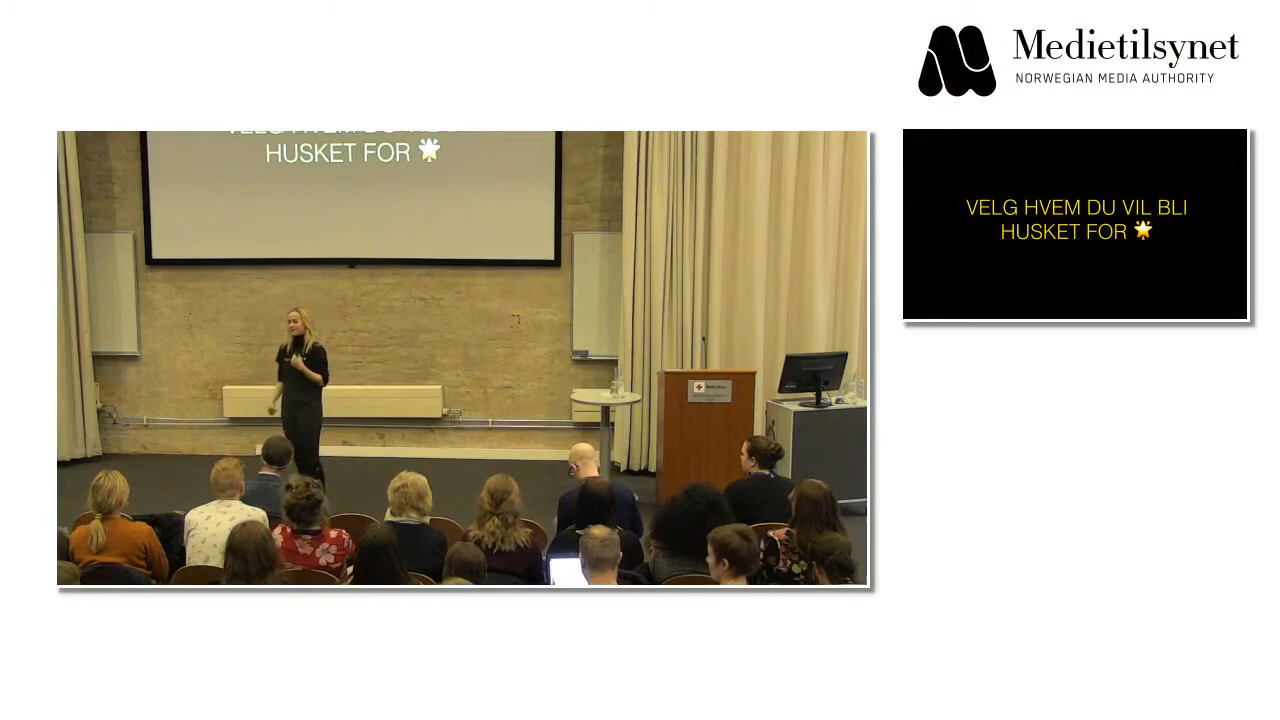 Medietilsynet
NORWEGIAN MEDIA AUTHORITY
HUSKET FOR 🌟
VELG HVEM DU VIL BLI
HUSKET FOR 🌟